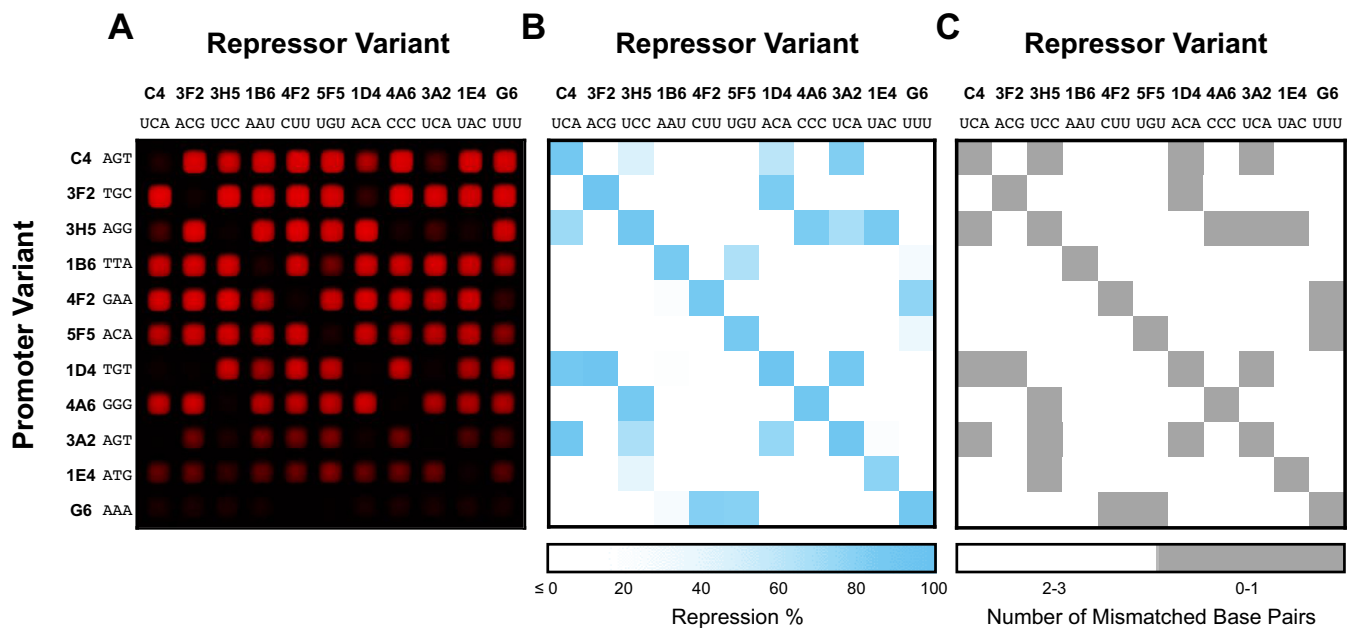 A
Repressor Variant
C4 3F2 3H5 1B6 4F2 5F5 1D4 4A6 3A2 1E4 G6
UCA ACG UCC AAU CUU UGU ACA CCC UCA UAC UUU
Promoter Variant
C4 AGT
3F2 TGC
3H5 AGG
1B6 TTA
4F2 GAA
5F5 ACA
1D4 TGT
4A6 GGG
3A2 AGT
1E4 ATG
G6 AAA
B
Repressor Variant
C4 3F2 3H5 1B6 4F2 5F5 1D4 4A6 3A2 1E4 G6
UCA ACG UCC AAU CUU UGU ACA CCC UCA UAC UUU
≤ 0 20 40 60 80 100
Repression %
C
Repressor Variant
C4 3F2 3H5 1B6 4F2 5F5 1D4 4A6 3A2 1E4 G6
UCA ACG UCC AAU CUU UGU ACA CCC UCA UAC UUU
2-3 0-1
Number of Mismatched Base Pairs